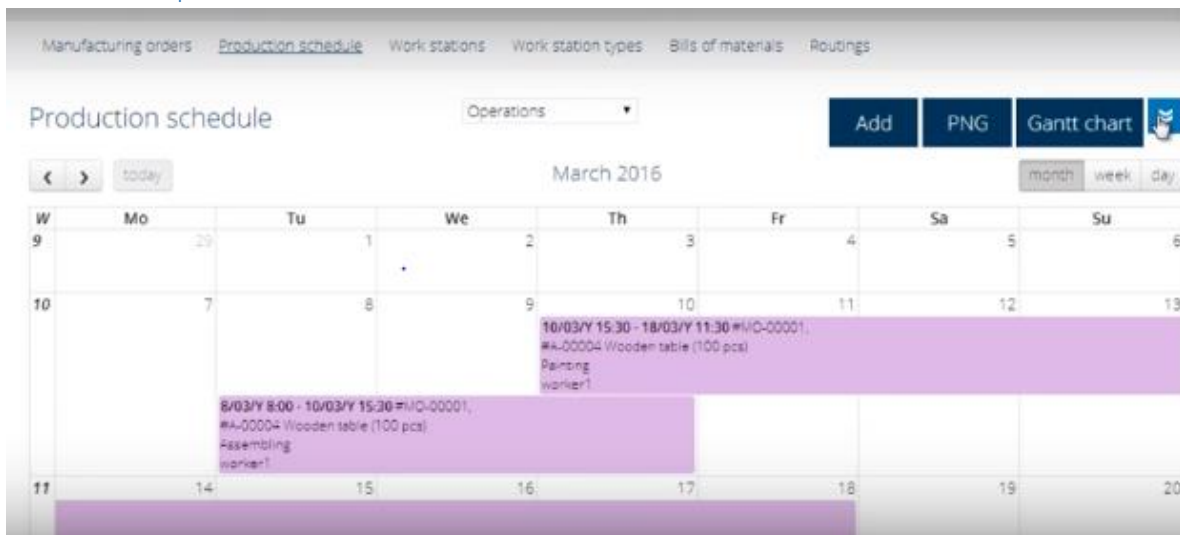 Manufacturing orders Production schedule Work stations Work station types Bills of materials Routings
Production schedule Operations Add PNG Gantt chart
today March 2016 month week day
W Mo Tu We Th Fr Sa Su
9 29 1 2 3 4 5 6
10 7 8 9 10 11 12 13
10/03/Y 15:30 - 18/03/Y 11:30 #MO-00001,
#A-00004 Wooden table (100 pcs)
Painting
worker1
8/03/Y 8:00 - 10/03/Y 15:30 #MO-00001,
#A-00004 Wooden table (100 pcs)
Assembling
worker1
11 14 15 16 17 18 19 20